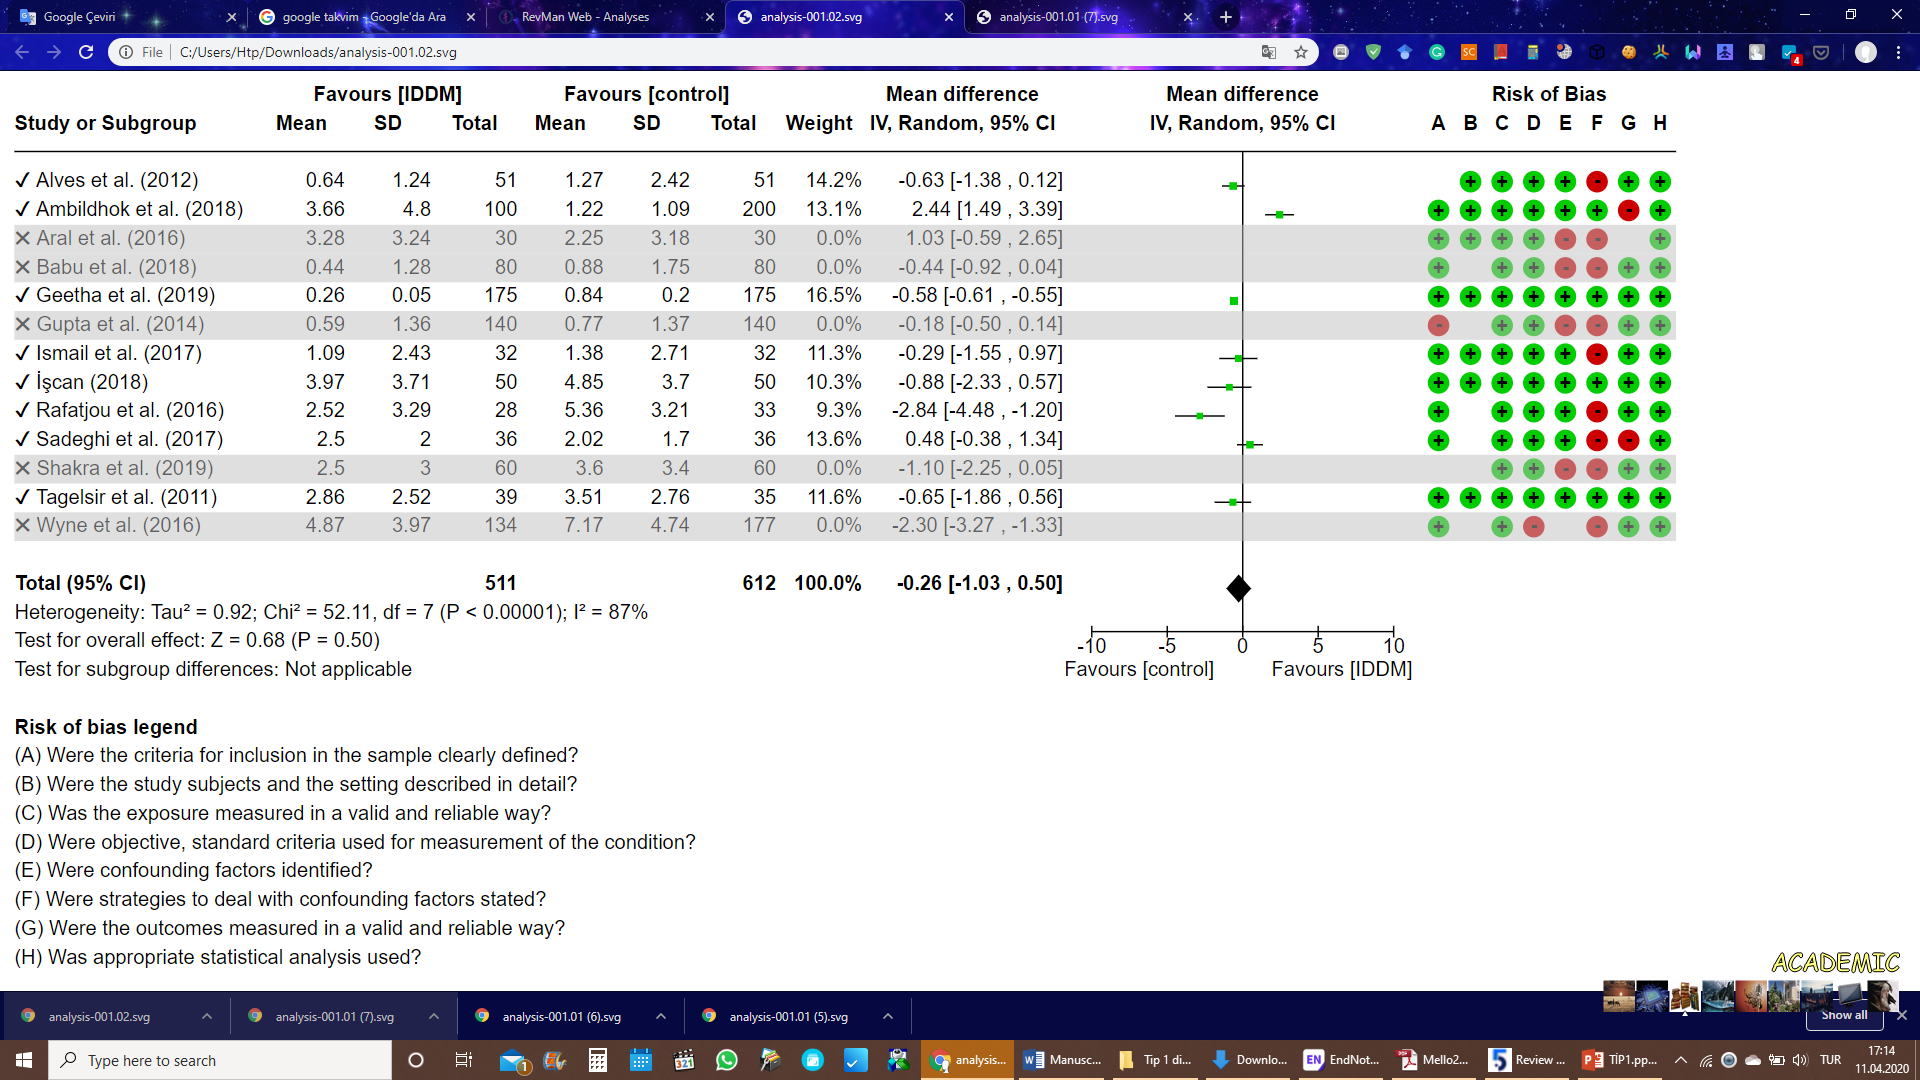 Google Çeviri
google takvim - Google'da Ara
RevMan Web - Analyses
analysis-001.02.svg
analysis-001.01 (7).svg
File C:/Users/Htp/Downloads/analysis-001.02.svg
4
Favours [IDDM] Favours [control] Mean difference Mean difference Risk of Bias
Study or Subgroup Mean SD Total Mean SD Total Weight IV, Random, 95% CI IV, Random, 95% CI A B C D E F G H
✓ Alves et al. (2012) 0.64 1.24 51 1.27 2.42 51 14.2% -0.63 [-1.38 , 0.12] + + + + - + +
✓ Ambildhok et al. (2018) 3.66 4.8 100 1.22 1.09 200 13.1% 2.44 [1.49 , 3.39] + + + + + + - +
✕ Aral et al. (2016) 3.28 3.24 30 2.25 3.18 30 0.0% 1.03 [-0.59 , 2.65] + + + + - - +
✕ Babu et al. (2018) 0.44 1.28 80 0.88 1.75 80 0.0% -0.44 [-0.92 , 0.04] + + + - - + +
✓ Geetha et al. (2019) 0.26 0.05 175 0.84 0.2 175 16.5% -0.58 [-0.61 , -0.55] + + + + + + + +
✕ Gupta et al. (2014) 0.59 1.36 140 0.77 1.37 140 0.0% -0.18 [-0.50 , 0.14] - + + - - + +
✓ Ismail et al. (2017) 1.09 2.43 32 1.38 2.71 32 11.3% -0.29 [-1.55 , 0.97] + + + + + - + +
✓ İşcan (2018) 3.97 3.71 50 4.85 3.7 50 10.3% -0.88 [-2.33 , 0.57] + + + + + + + +
✓ Rafatjou et al. (2016) 2.52 3.29 28 5.36 3.21 33 9.3% -2.84 [-4.48 , -1.20] + + + + - + +
✓ Sadeghi et al. (2017) 2.5 2 36 2.02 1.7 36 13.6% 0.48 [-0.38 , 1.34] + + + + - - +
✕ Shakra et al. (2019) 2.5 3 60 3.6 3.4 60 0.0% -1.10 [-2.25 , 0.05] + + - - + +
✓ Tagelsir et al. (2011) 2.86 2.52 39 3.51 2.76 35 11.6% -0.65 [-1.86 , 0.56] + + + + + + + +
✕ Wyne et al. (2016) 4.87 3.97 134 7.17 4.74 177 0.0% -2.30 [-3.27 , -1.33] + + - - + +
Total (95% CI) 511 612 100.0% -0.26 [-1.03 , 0.50]
Heterogeneity: Tau² = 0.92; Chi² = 52.11, df = 7 (P < 0.00001); I² = 87%
Test for overall effect: Z = 0.68 (P = 0.50)
Test for subgroup differences: Not applicable
-10 -5 0 5 10
Favours [control] Favours [IDDM]
Risk of bias legend
(A) Were the criteria for inclusion in the sample clearly defined?
(B) Were the study subjects and the setting described in detail?
(C) Was the exposure measured in a valid and reliable way?
(D) Were objective, standard criteria used for measurement of the condition?
(E) Were confounding factors identified?
(F) Were strategies to deal with confounding factors stated?
(G) Were the outcomes measured in a valid and reliable way?
(H) Was appropriate statistical analysis used?
ACADEMIC
analysis-001.02.svg
analysis-001.01 (7).svg
analysis-001.01 (6).svg
analysis-001.01 (5).svg
Show all
Type here to search
1
321
analysis...
Manusc...
Tip 1 di...
Downlo...
EN EndNot...
Mello2...
5 Review ...
TİP1.pp...
TUR
17:14
11.04.2020